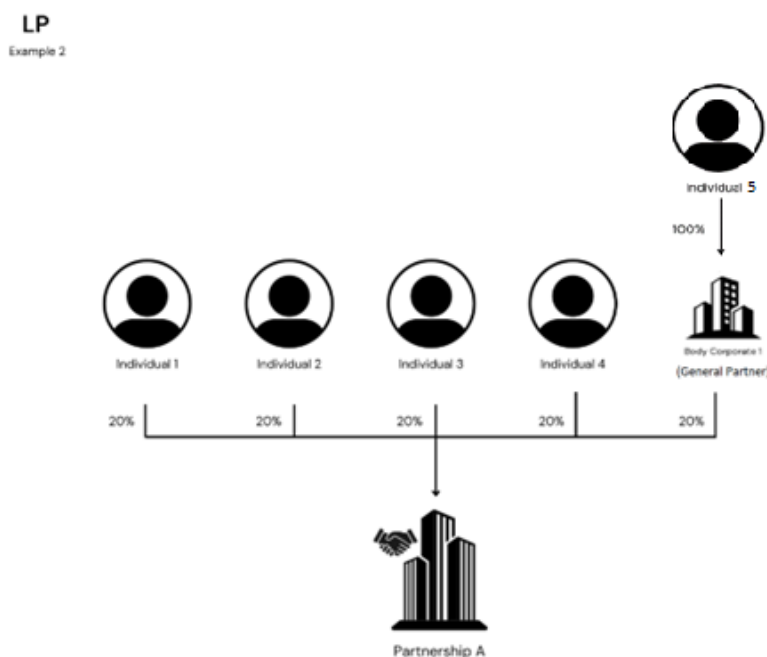 LP
Example 2
Individual 5
100%
Individual 1
Individual 2
Individual 3
Individual 4
Body Corporate 1
(General Partner)
20%
20%
20%
20%
20%
Partnership A